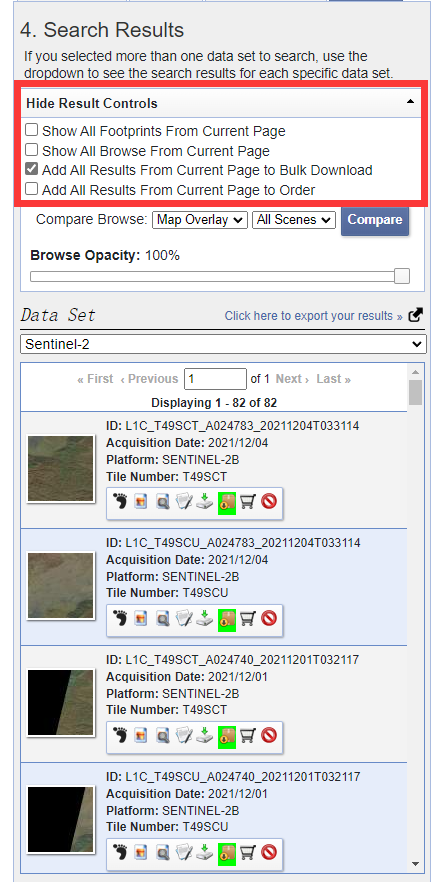 4. Search Results
If you selected more than one data set to search, use the
dropdown to see the search results for each specific data set.
Hide Result Controls
Show All Footprints From Current Page
Show All Browse From Current Page
Add All Results From Current Page to Bulk Download
Add All Results From Current Page to Order
Compare Browse: Map Overlay All Scenes Compare
Browse Opacity: 100%
Data Set Click here to export your results »
Sentinel-2
« First ‹ Previous 1 of 1 Next › Last »
Displaying 1 - 82 of 82
ID: L1C_T49SCT_A024783_20211204T033114
Acquisition Date: 2021/12/04
Platform: SENTINEL-2B
Tile Number: T49SCT
ID: L1C_T49SCU_A024783_20211204T033114
Acquisition Date: 2021/12/04
Platform: SENTINEL-2B
Tile Number: T49SCU
ID: L1C_T49SCT_A024740_20211201T032117
Acquisition Date: 2021/12/01
Platform: SENTINEL-2B
Tile Number: T49SCT
ID: L1C_T49SCU_A024740_20211201T032117
Acquisition Date: 2021/12/01
Platform: SENTINEL-2B
Tile Number: T49SCU